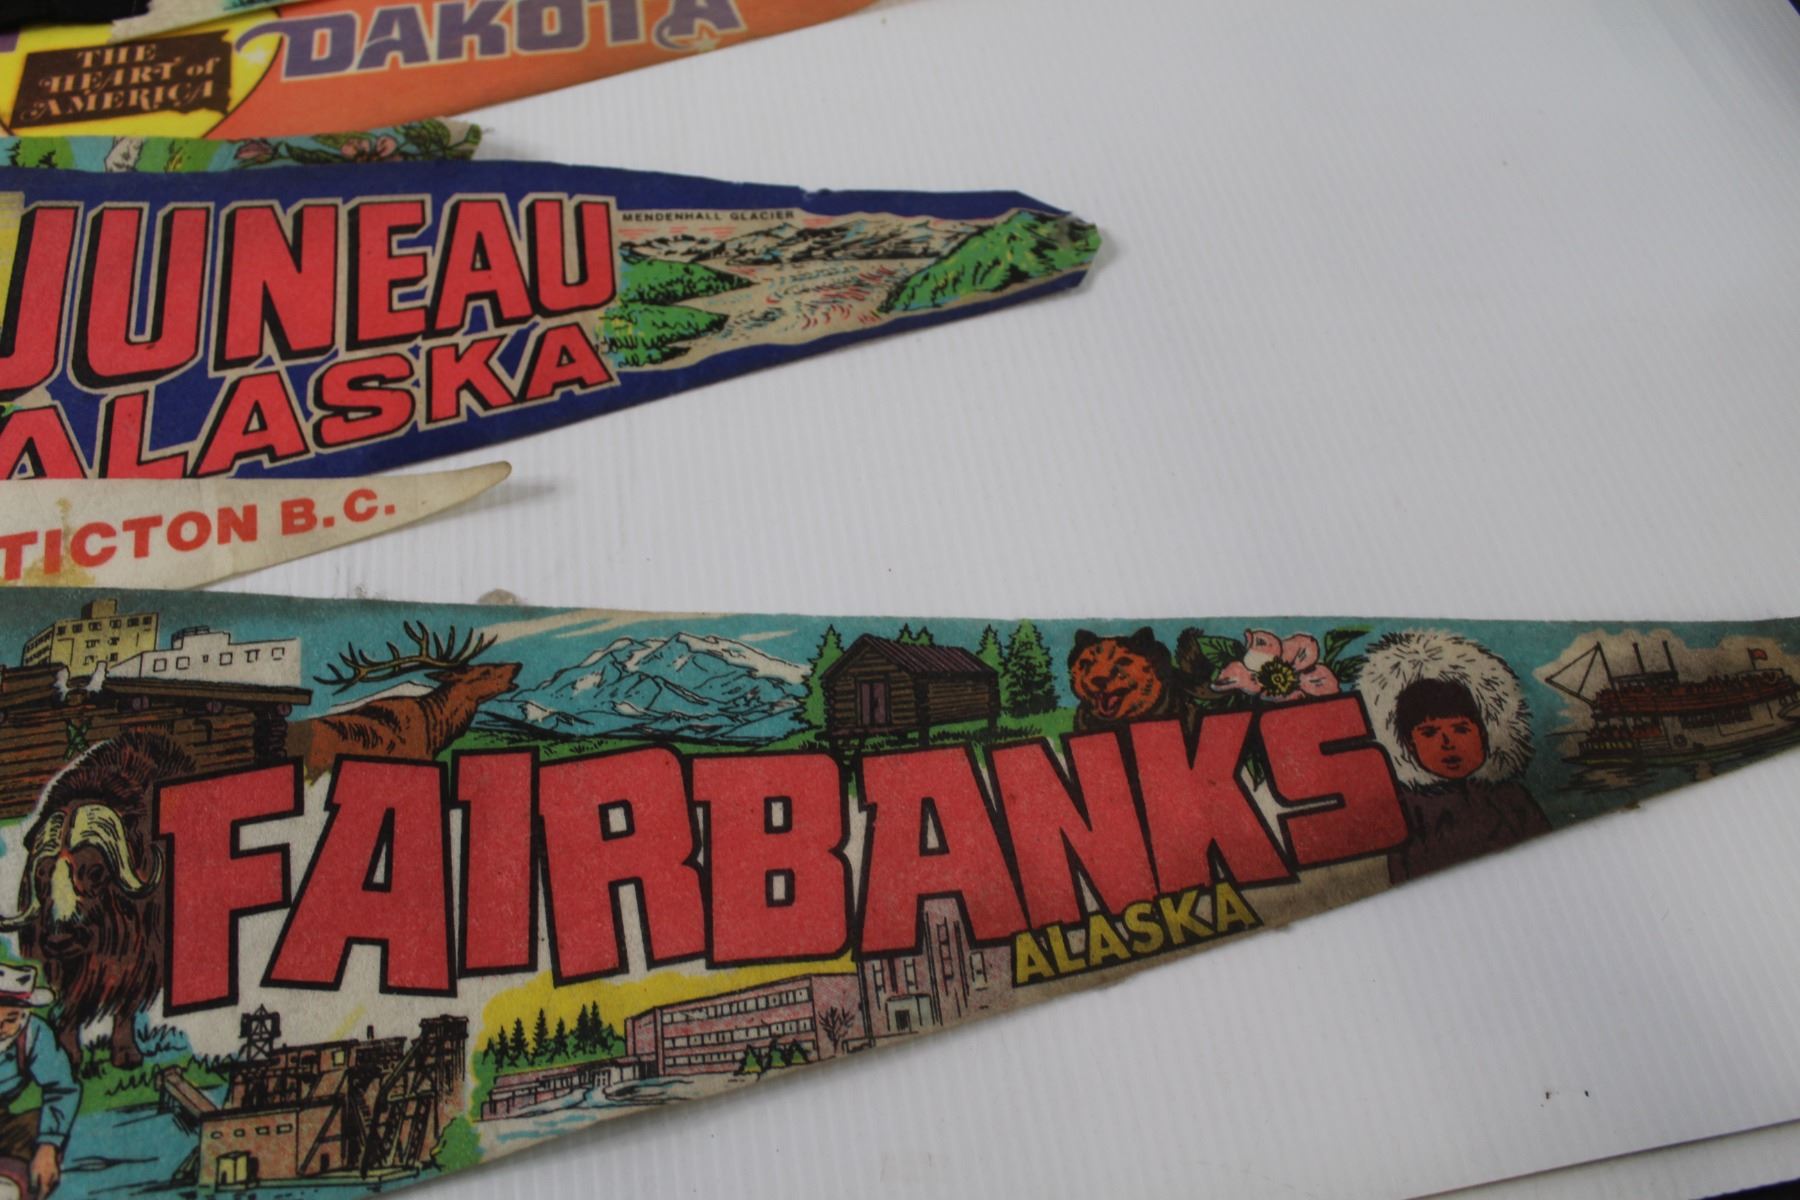 DAKOTA
THE
HEART of
AMERICA
JUNEAU
ALASKA
MENDENHALL GLACIER
TICTON B.C.
FAIRBANKS
ALASKA